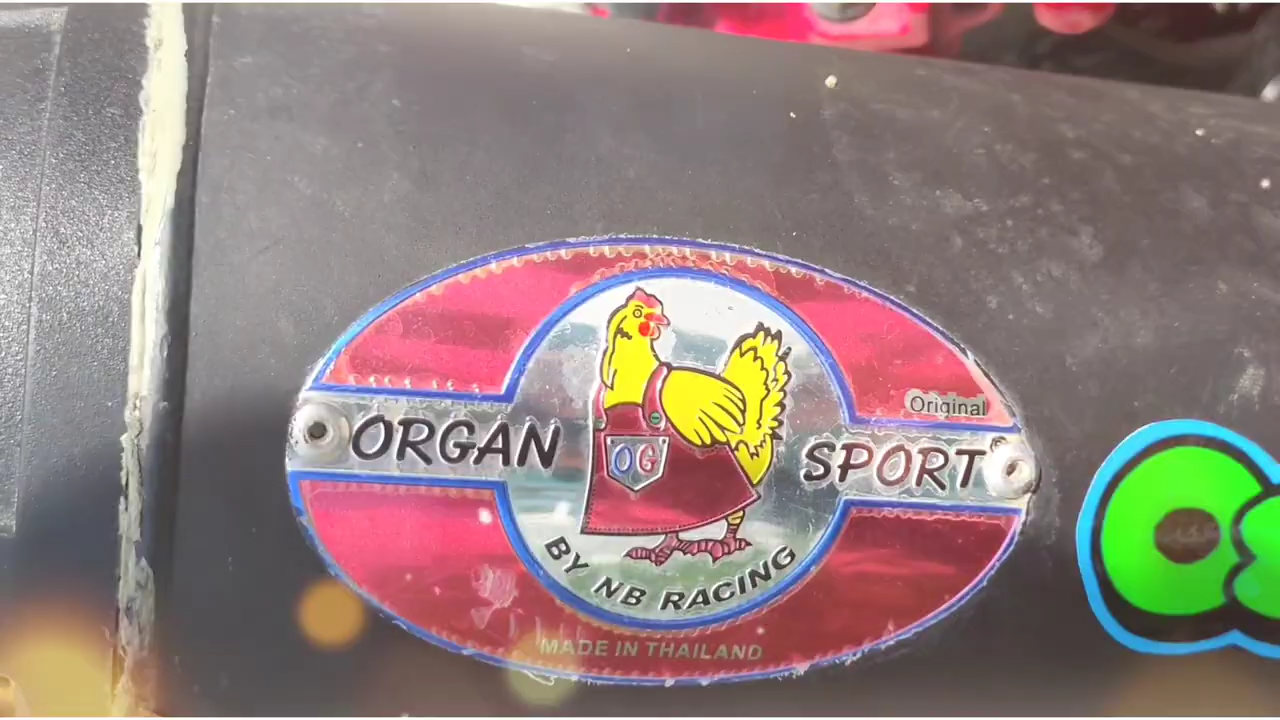 Original
ORGAN SPORT
OG
BY NB RACING
MADE IN THAILAND